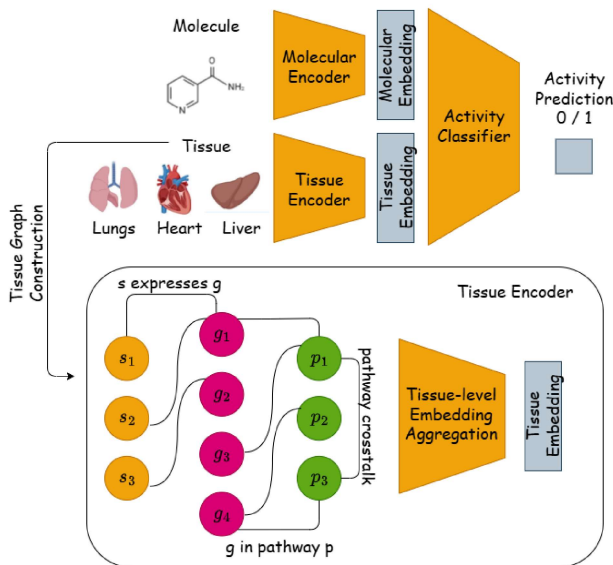 Molecule
O
NH₂
N
Molecular
Encoder
Molecular
Embedding
Activity
Classifier
Activity
Prediction
0 / 1
Tissue
Lungs
Heart
Liver
Tissue
Encoder
Tissue
Embedding
Tissue Graph
Construction
s expresses g
Tissue Encoder
s₁
s₂
s₃
g₁
g₂
g₃
g₄
p₁
p₂
p₃
pathway crosstalk
g in pathway p
Tissue-level
Embedding
Aggregation
Tissue
Embedding